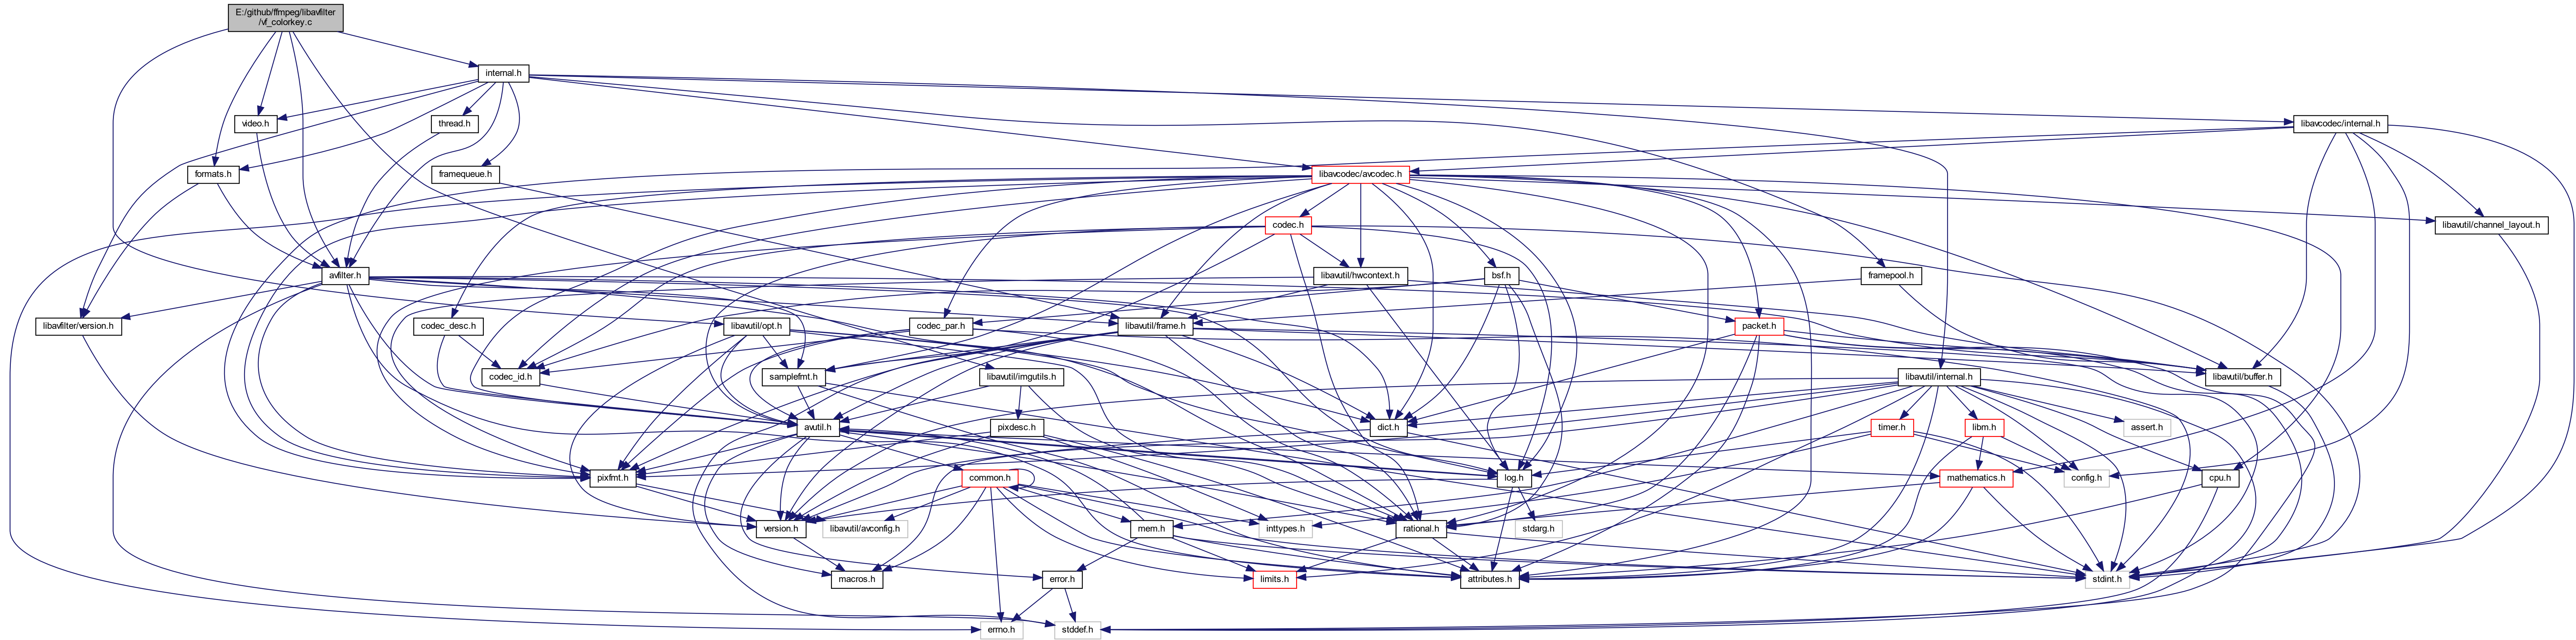 E:/github/ffmpeg/libavfilter
/vf_colorkey.c
internal.h
video.h
thread.h
libavcodec/internal.h
formats.h
framequeue.h
libavcodec/avcodec.h
codec.h
libavutil/channel_layout.h
avfilter.h
libavutil/hwcontext.h
bsf.h
framepool.h
libavfilter/version.h
codec_desc.h
libavutil/opt.h
codec_par.h
libavutil/frame.h
packet.h
codec_id.h
samplefmt.h
libavutil/imgutils.h
libavutil/internal.h
libavutil/buffer.h
avutil.h
pixdesc.h
dict.h
timer.h
libm.h
assert.h
pixfmt.h
common.h
log.h
mathematics.h
config.h
cpu.h
version.h
libavutil/avconfig.h
mem.h
inttypes.h
rational.h
stdarg.h
macros.h
error.h
limits.h
attributes.h
stdint.h
errno.h
stddef.h